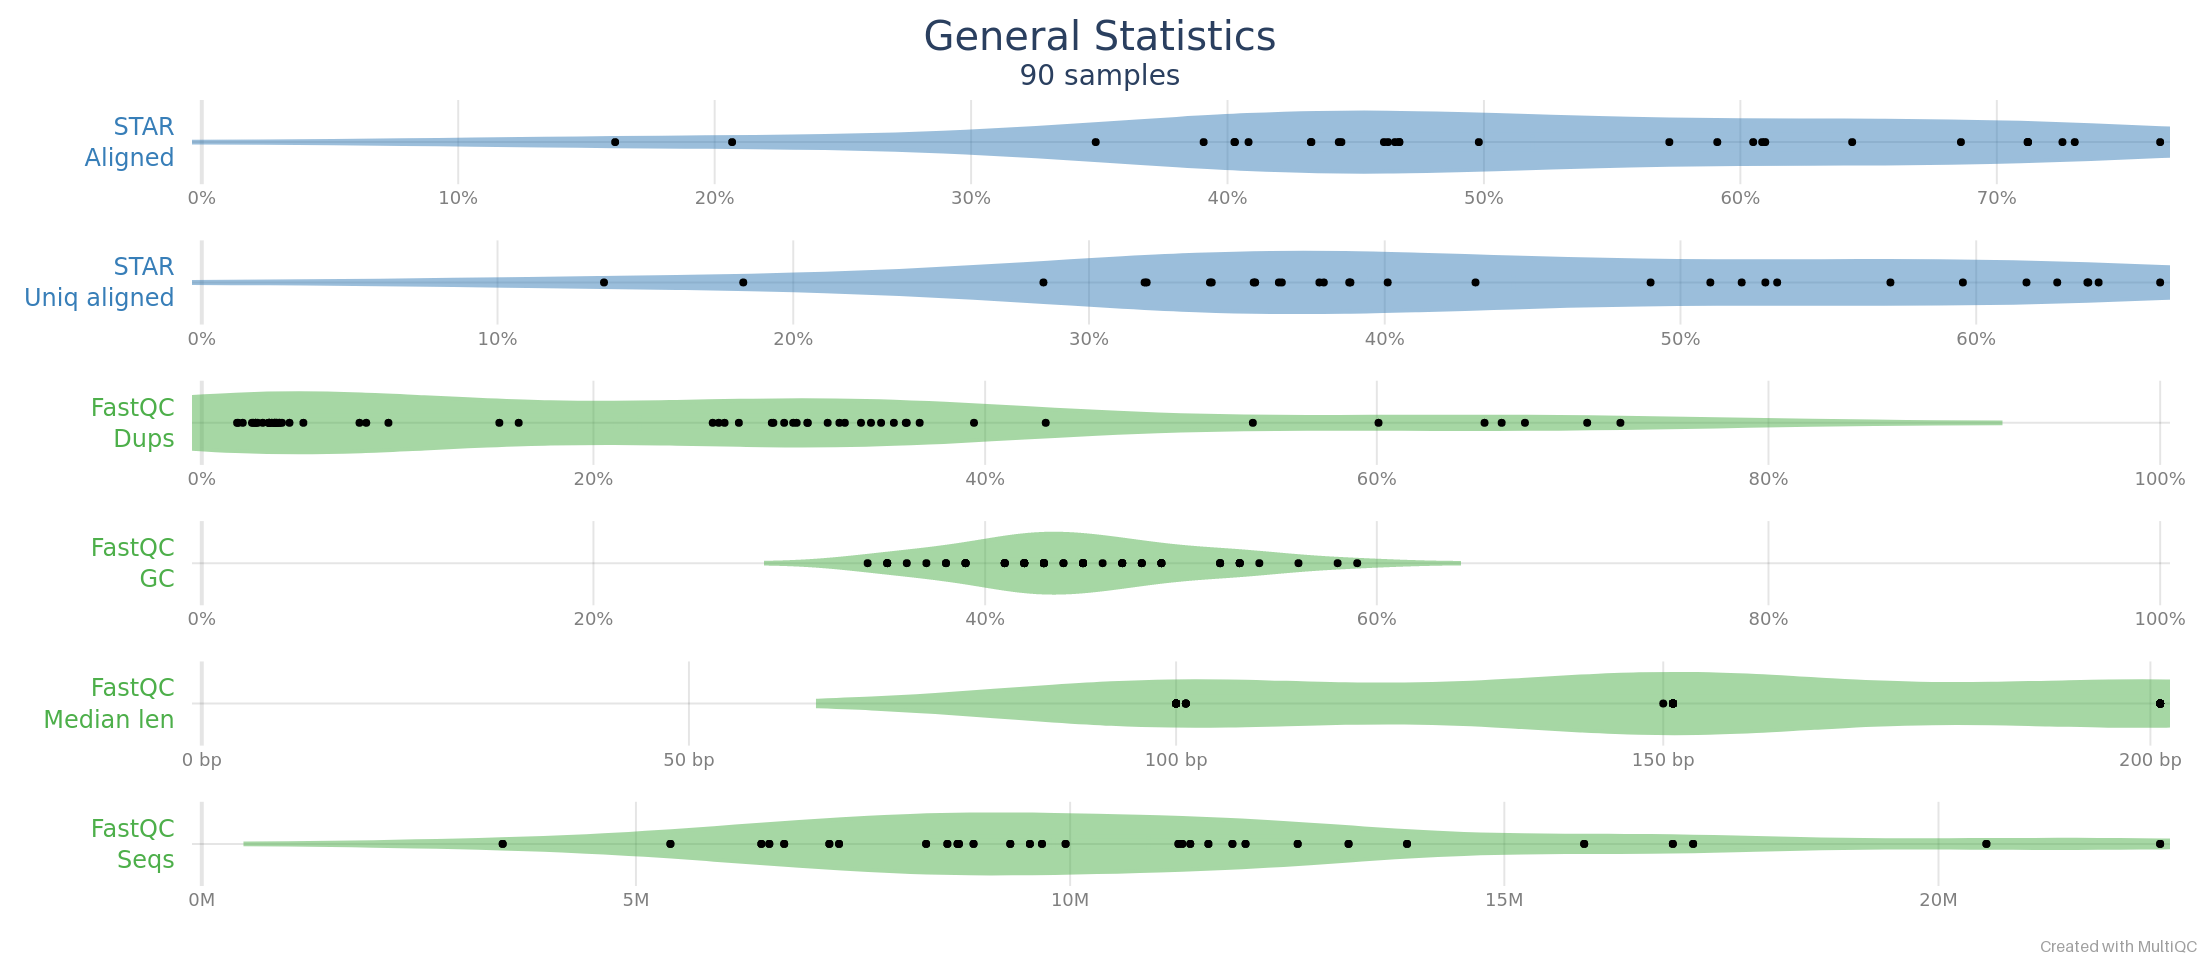 General Statistics
90 samples
STAR
Aligned
0% 10% 20% 30% 40% 50% 60% 70%
STAR
Uniq aligned
0% 10% 20% 30% 40% 50% 60%
FastQC
Dups
0% 20% 40% 60% 80% 100%
FastQC
GC
0% 20% 40% 60% 80% 100%
FastQC
Median len
0 bp 50 bp 100 bp 150 bp 200 bp
FastQC
Seqs
0M 5M 10M 15M 20M
Created with MultiQC